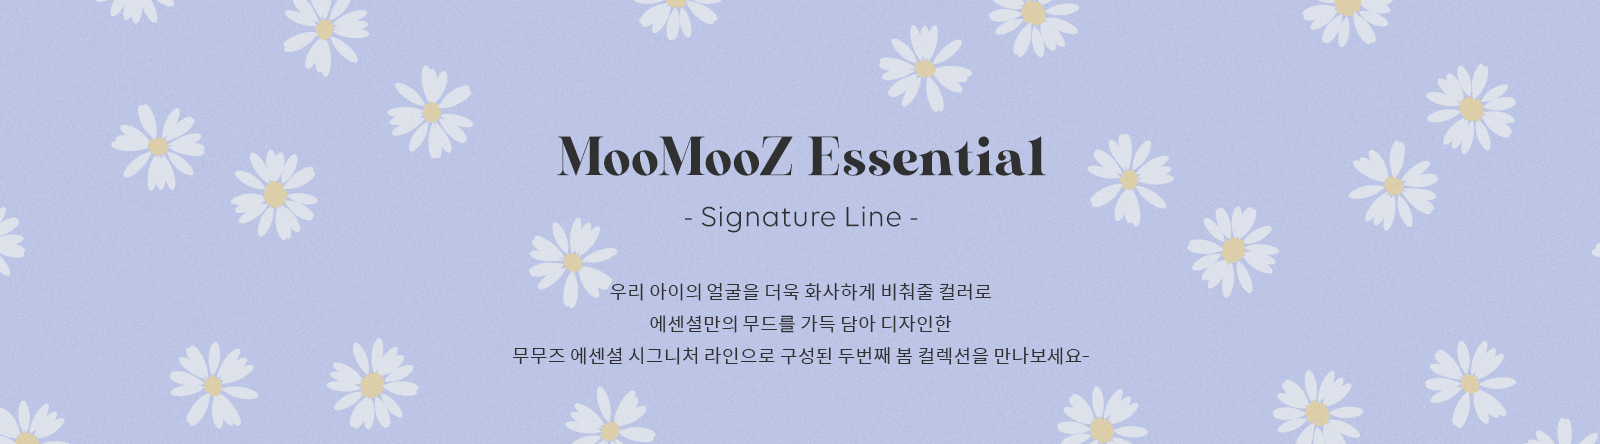 MooMooZ Essential
- Signature Line -
우리 아이의 얼굴을 더욱 화사하게 비춰줄 컬러로
에센셜만의 무드를 가득 담아 디자인한
무무즈 에센셜 시그니처 라인으로 구성된 두번째 봄 컬렉션을 만나보세요-